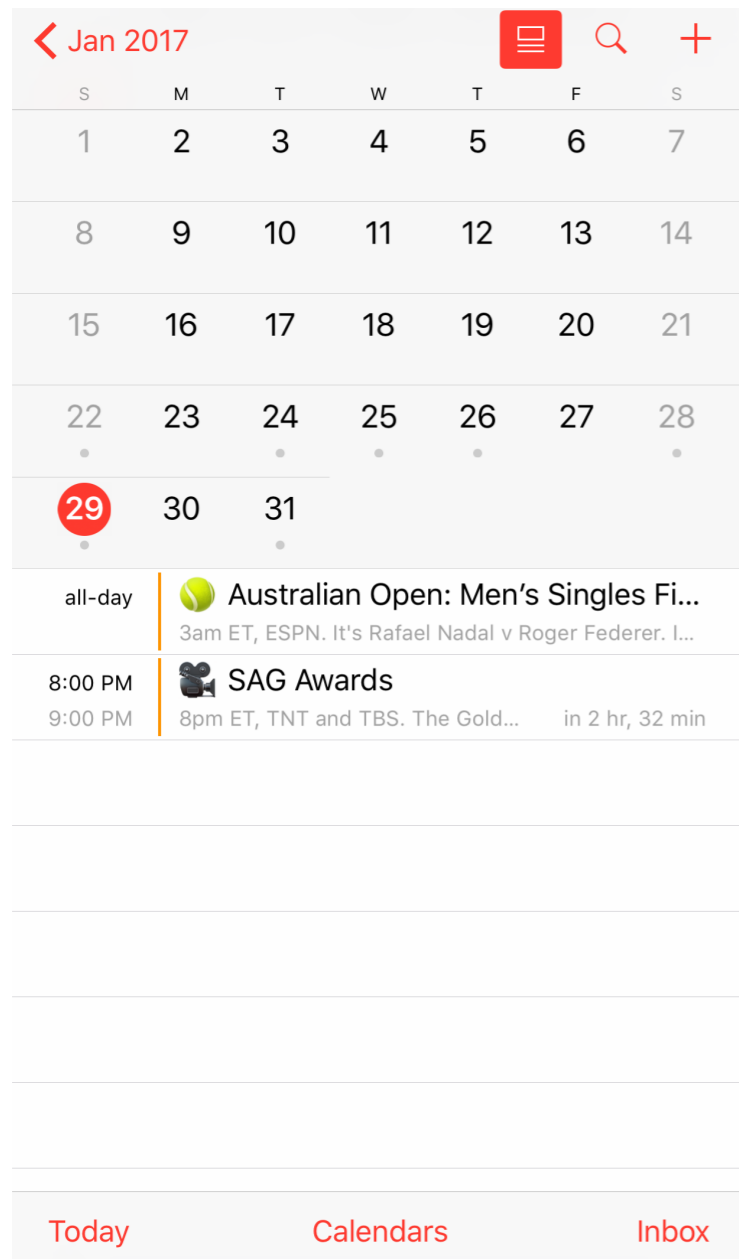 Jan 2017
S M T W T F S
1 2 3 4 5 6 7
8 9 10 11 12 13 14
15 16 17 18 19 20 21
22 23 24 25 26 27 28
29 30 31
all-day Australian Open: Men’s Singles Fi...
3am ET, ESPN. It's Rafael Nadal v Roger Federer. I...
8:00 PM SAG Awards
9:00 PM 8pm ET, TNT and TBS. The Gold... in 2 hr, 32 min
Today Calendars Inbox